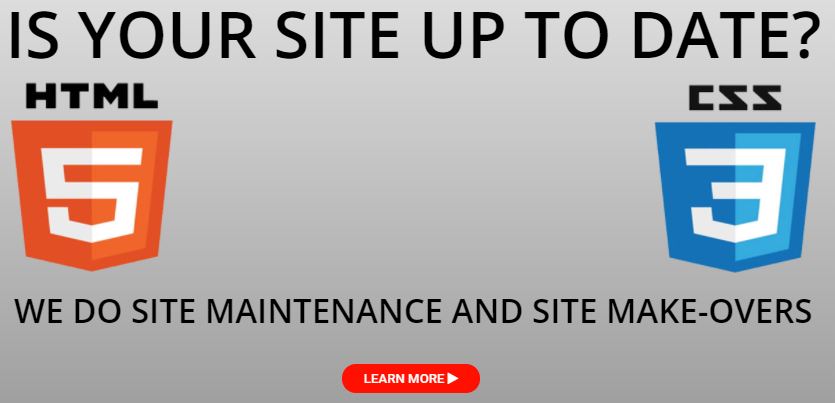 IS YOUR SITE UP TO DATE?
HTML CSS
5 3
WE DO SITE MAINTENANCE AND SITE MAKE-OVERS
LEARN MORE